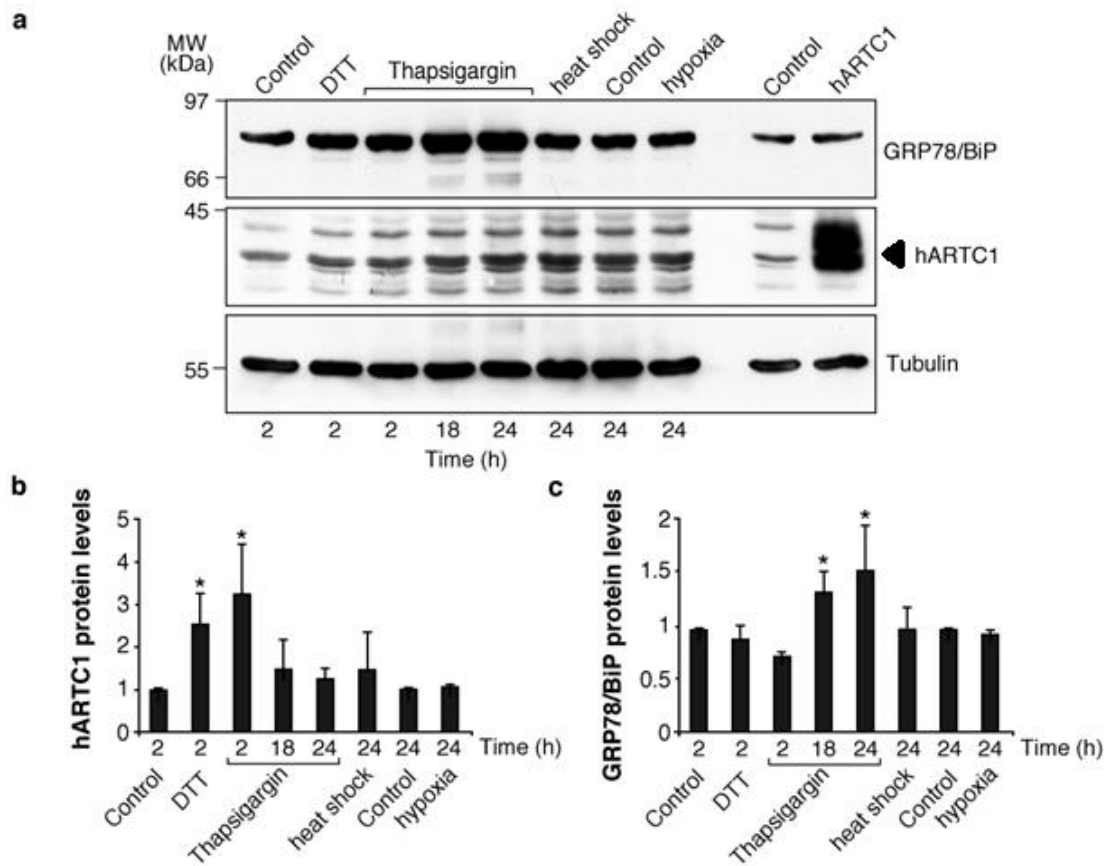 a
MW
(kDa)
Control
DTT
Thapsigargin
heat shock
Control
hypoxia
Control
hARTC1
97
GRP78/BiP
66
45
hARTC1
55
Tubulin
2 2 2 18 24 24 24 24
Time (h)
b
hARTC1 protein levels
5
4
3
2
1
0
*
*
2 2 2 18 24 24 24 24 Time (h)
Control
DTT
Thapsigargin
heat shock
Control
hypoxia
c
GRP78/BiP protein levels
2
1.5
1
0.5
0
*
*
2 2 2 18 24 24 24 24 Time (h)
Control
DTT
Thapsigargin
heat shock
Control
hypoxia